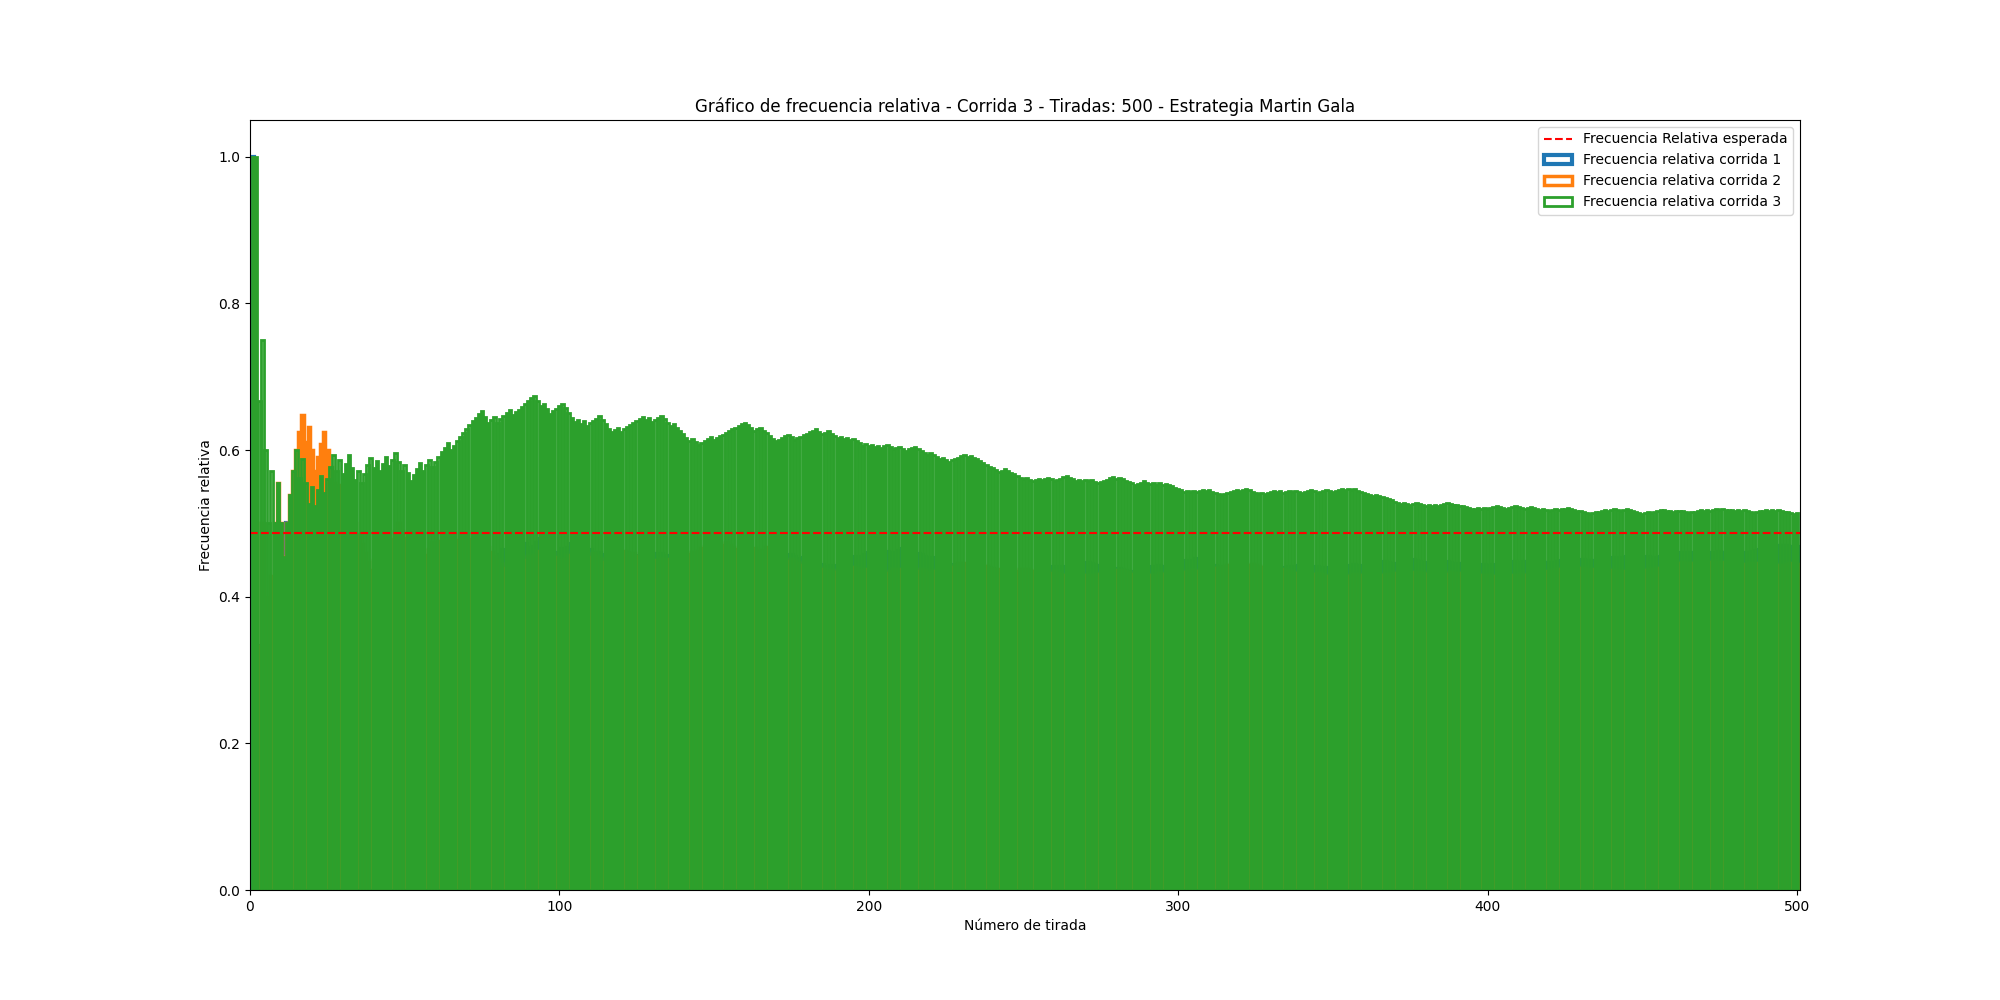 Gráfico de frecuencia relativa - Corrida 3 - Tiradas: 500 - Estrategia Martin Gala
Frecuencia Relativa esperada
Frecuencia relativa corrida 1
Frecuencia relativa corrida 2
Frecuencia relativa corrida 3
Frecuencia relativa
1.0
0.8
0.6
0.4
0.2
0.0
0
100
200
300
400
500
Número de tirada